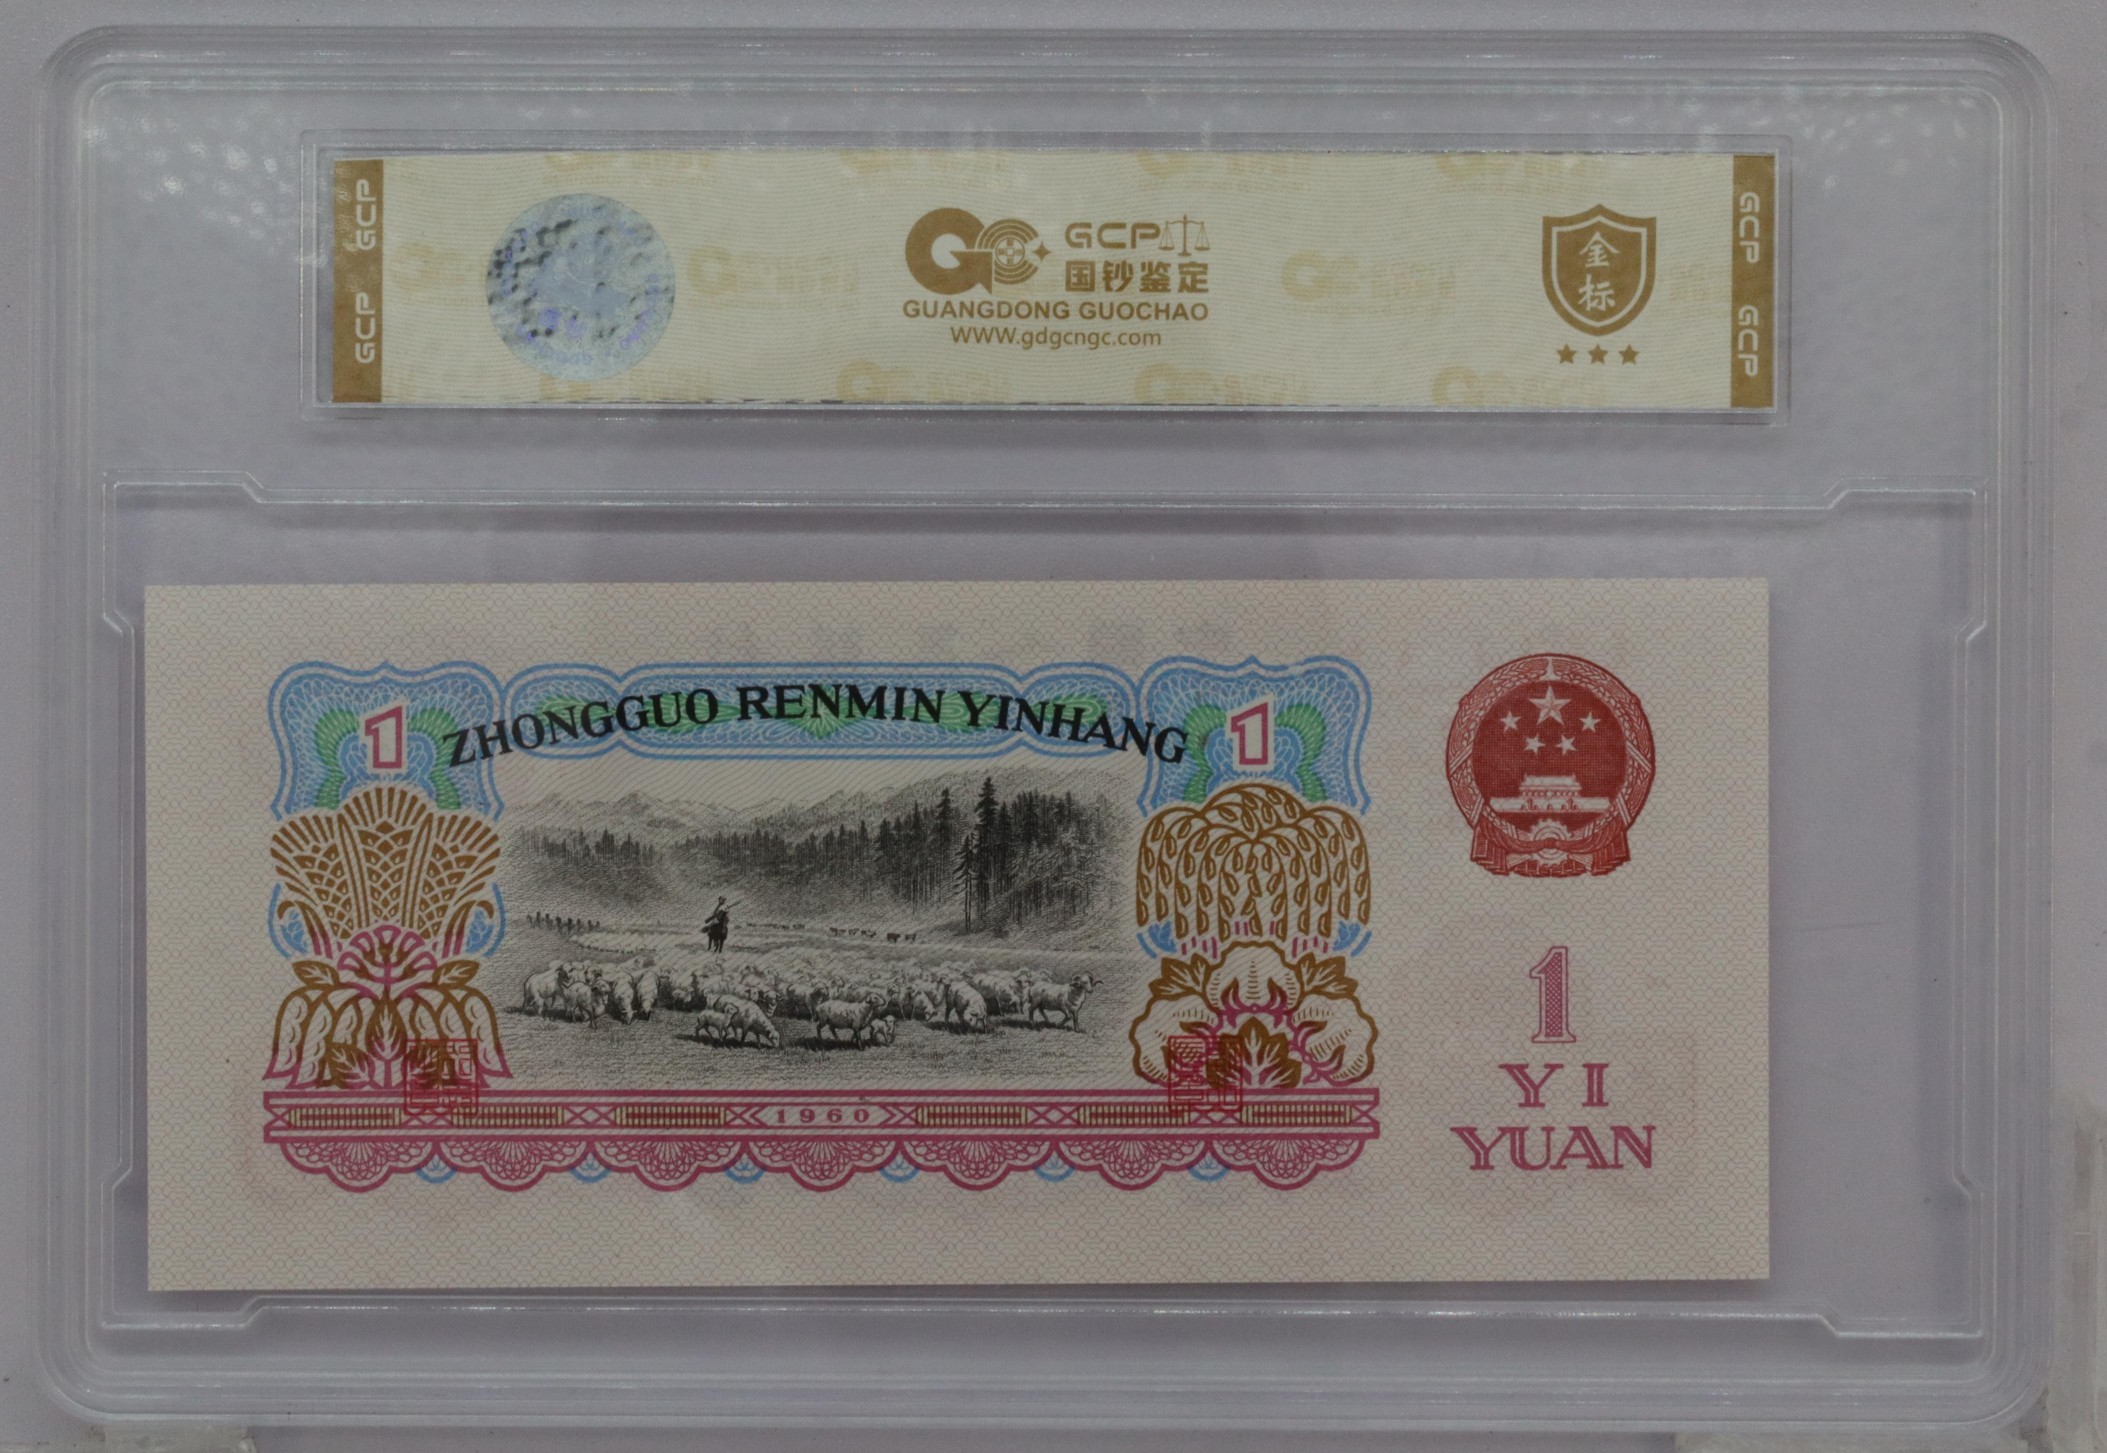 GCP GCP
GCP
国钞鉴定
GUANGDONG GUOCHAO
WWW.gdgcngc.com
金
标
GCP GCP
1 ZHONGGUO RENMIN YINHANG 1
1960
1
YI
YUAN